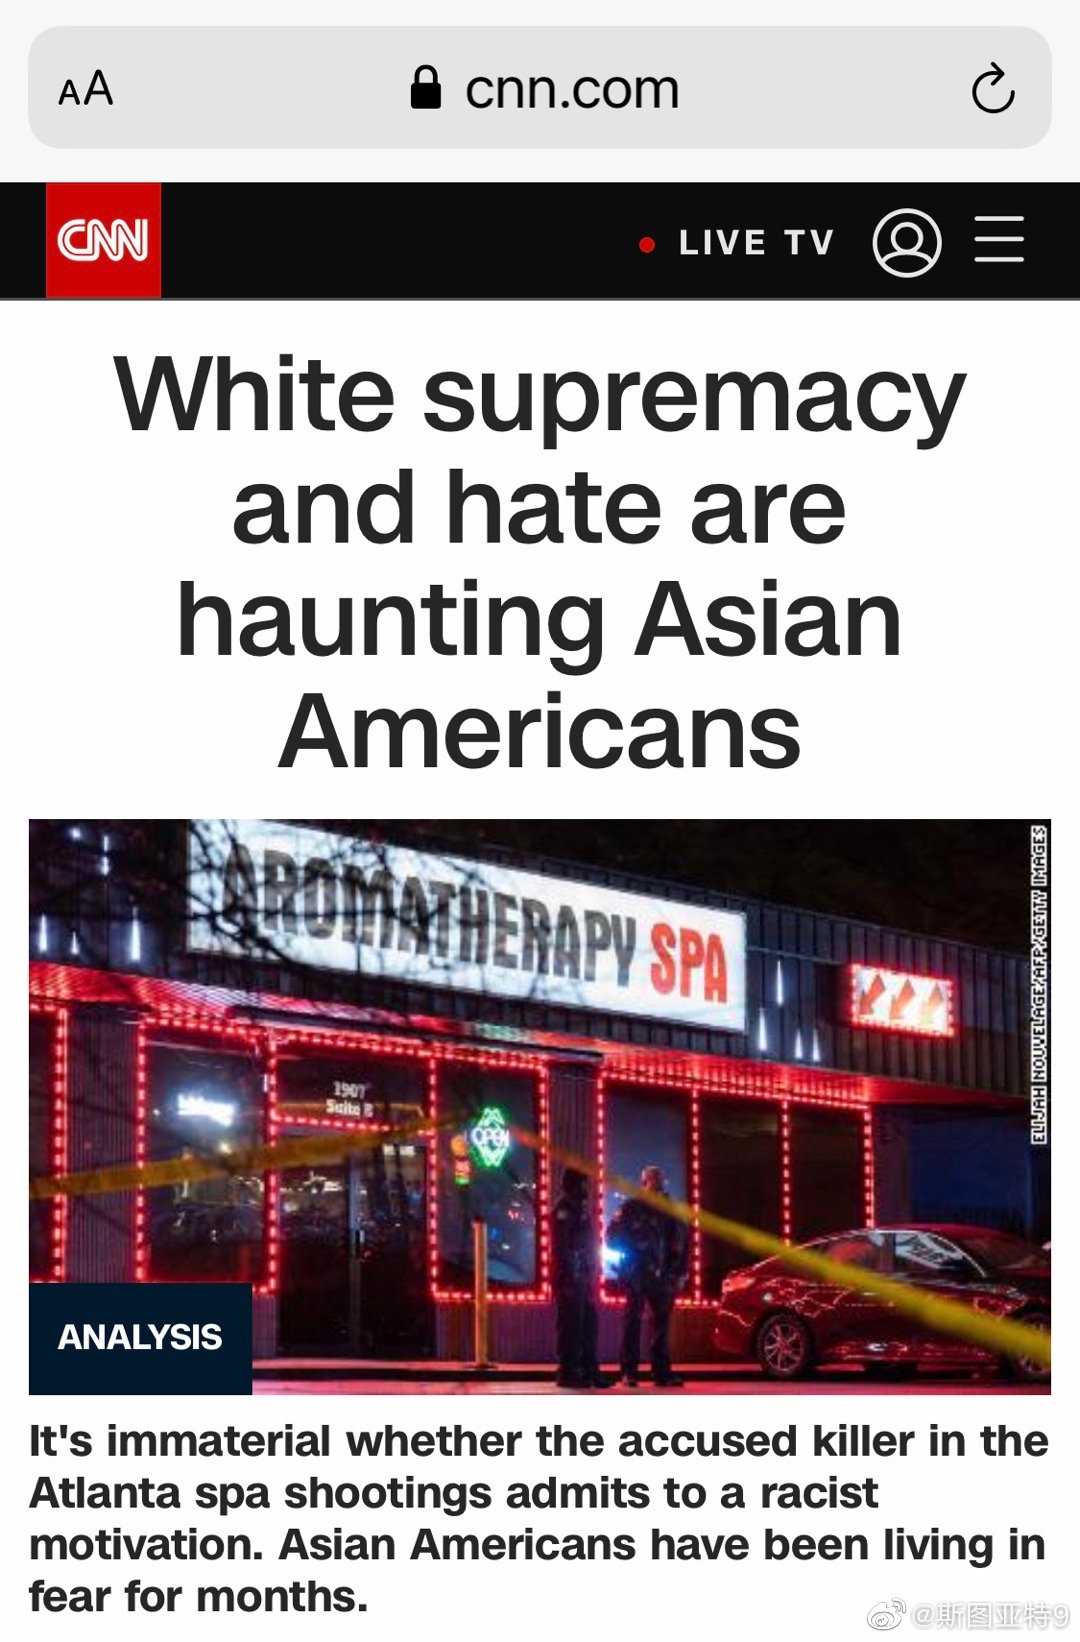 AA
cnn.com
CNN
LIVE TV
White supremacy
and hate are
haunting Asian
Americans
AROMATHERAPY SPA
1907
Suite B
OPEN
ELIJAH NOUVELAGE/AFP/GETTY IMAGES
ANALYSIS
It's immaterial whether the accused killer in the
Atlanta spa shootings admits to a racist
motivation. Asian Americans have been living in
fear for months.
@斯图亚特9